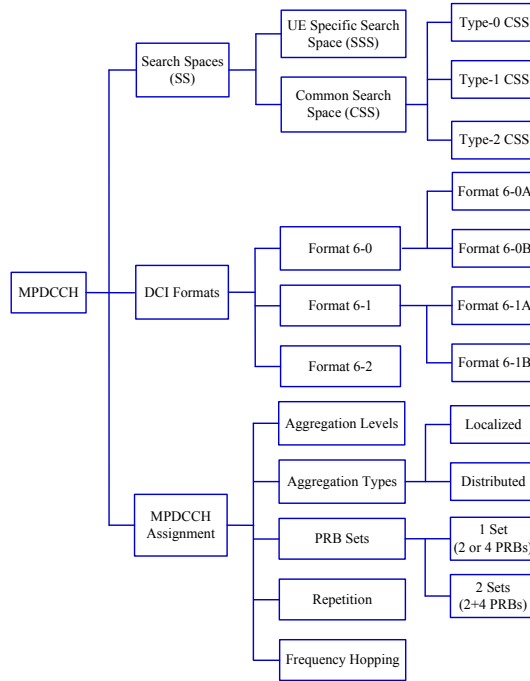 MPDCCH
Search Spaces
(SS)
UE Specific Search
Space (SSS)
Common Search
Space (CSS)
Type-0 CSS
Type-1 CSS
Type-2 CSS
DCI Formats
Format 6-0
Format 6-0A
Format 6-0B
Format 6-1
Format 6-1A
Format 6-1B
Format 6-2
MPDCCH
Assignment
Aggregation Levels
Aggregation Types
Localized
Distributed
PRB Sets
1 Set
(2 or 4 PRBs)
2 Sets
(2+4 PRBs)
Repetition
Frequency Hopping